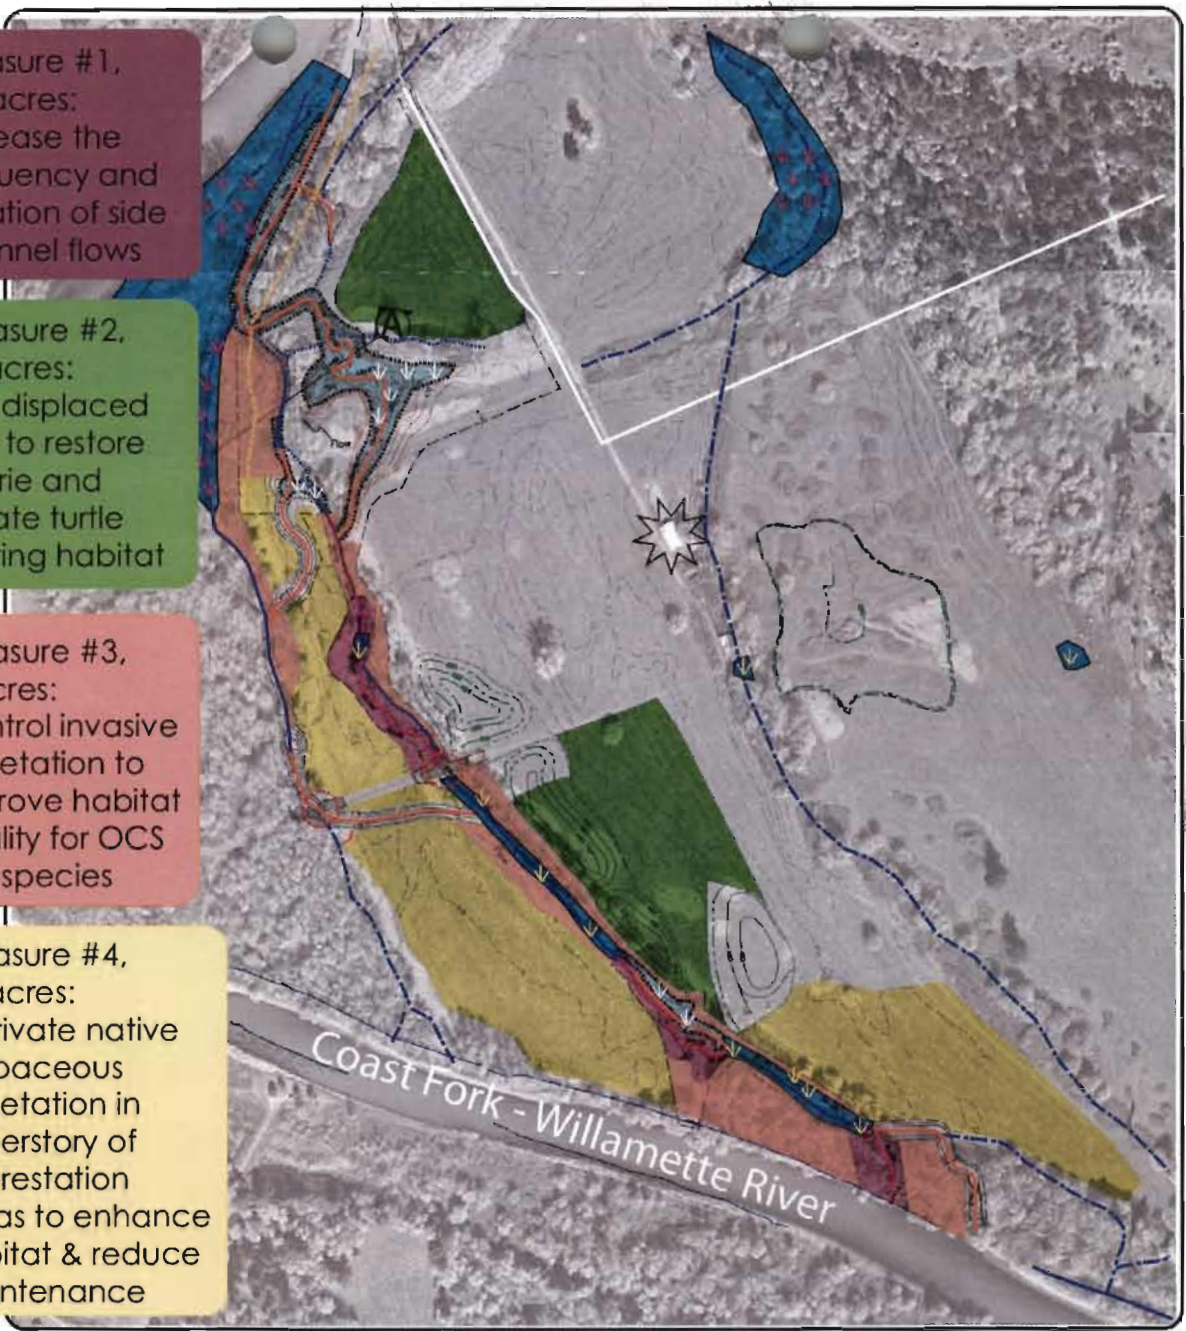 asure #1,
acres:
ease the
uency and
ation of side
nnel flows
asure #2,
acres:
displaced
to restore
rie and
ate turtle
ing habitat
asure #3,
cres:
ntrol invasive
etation to
rove habitat
lity for OCS
species
asure #4,
acres:
tivate native
baceous
etation in
erstory of
restation
as to enhance
bitat & reduce
ntenance
A
Flow
Coast Fork - Willamette River